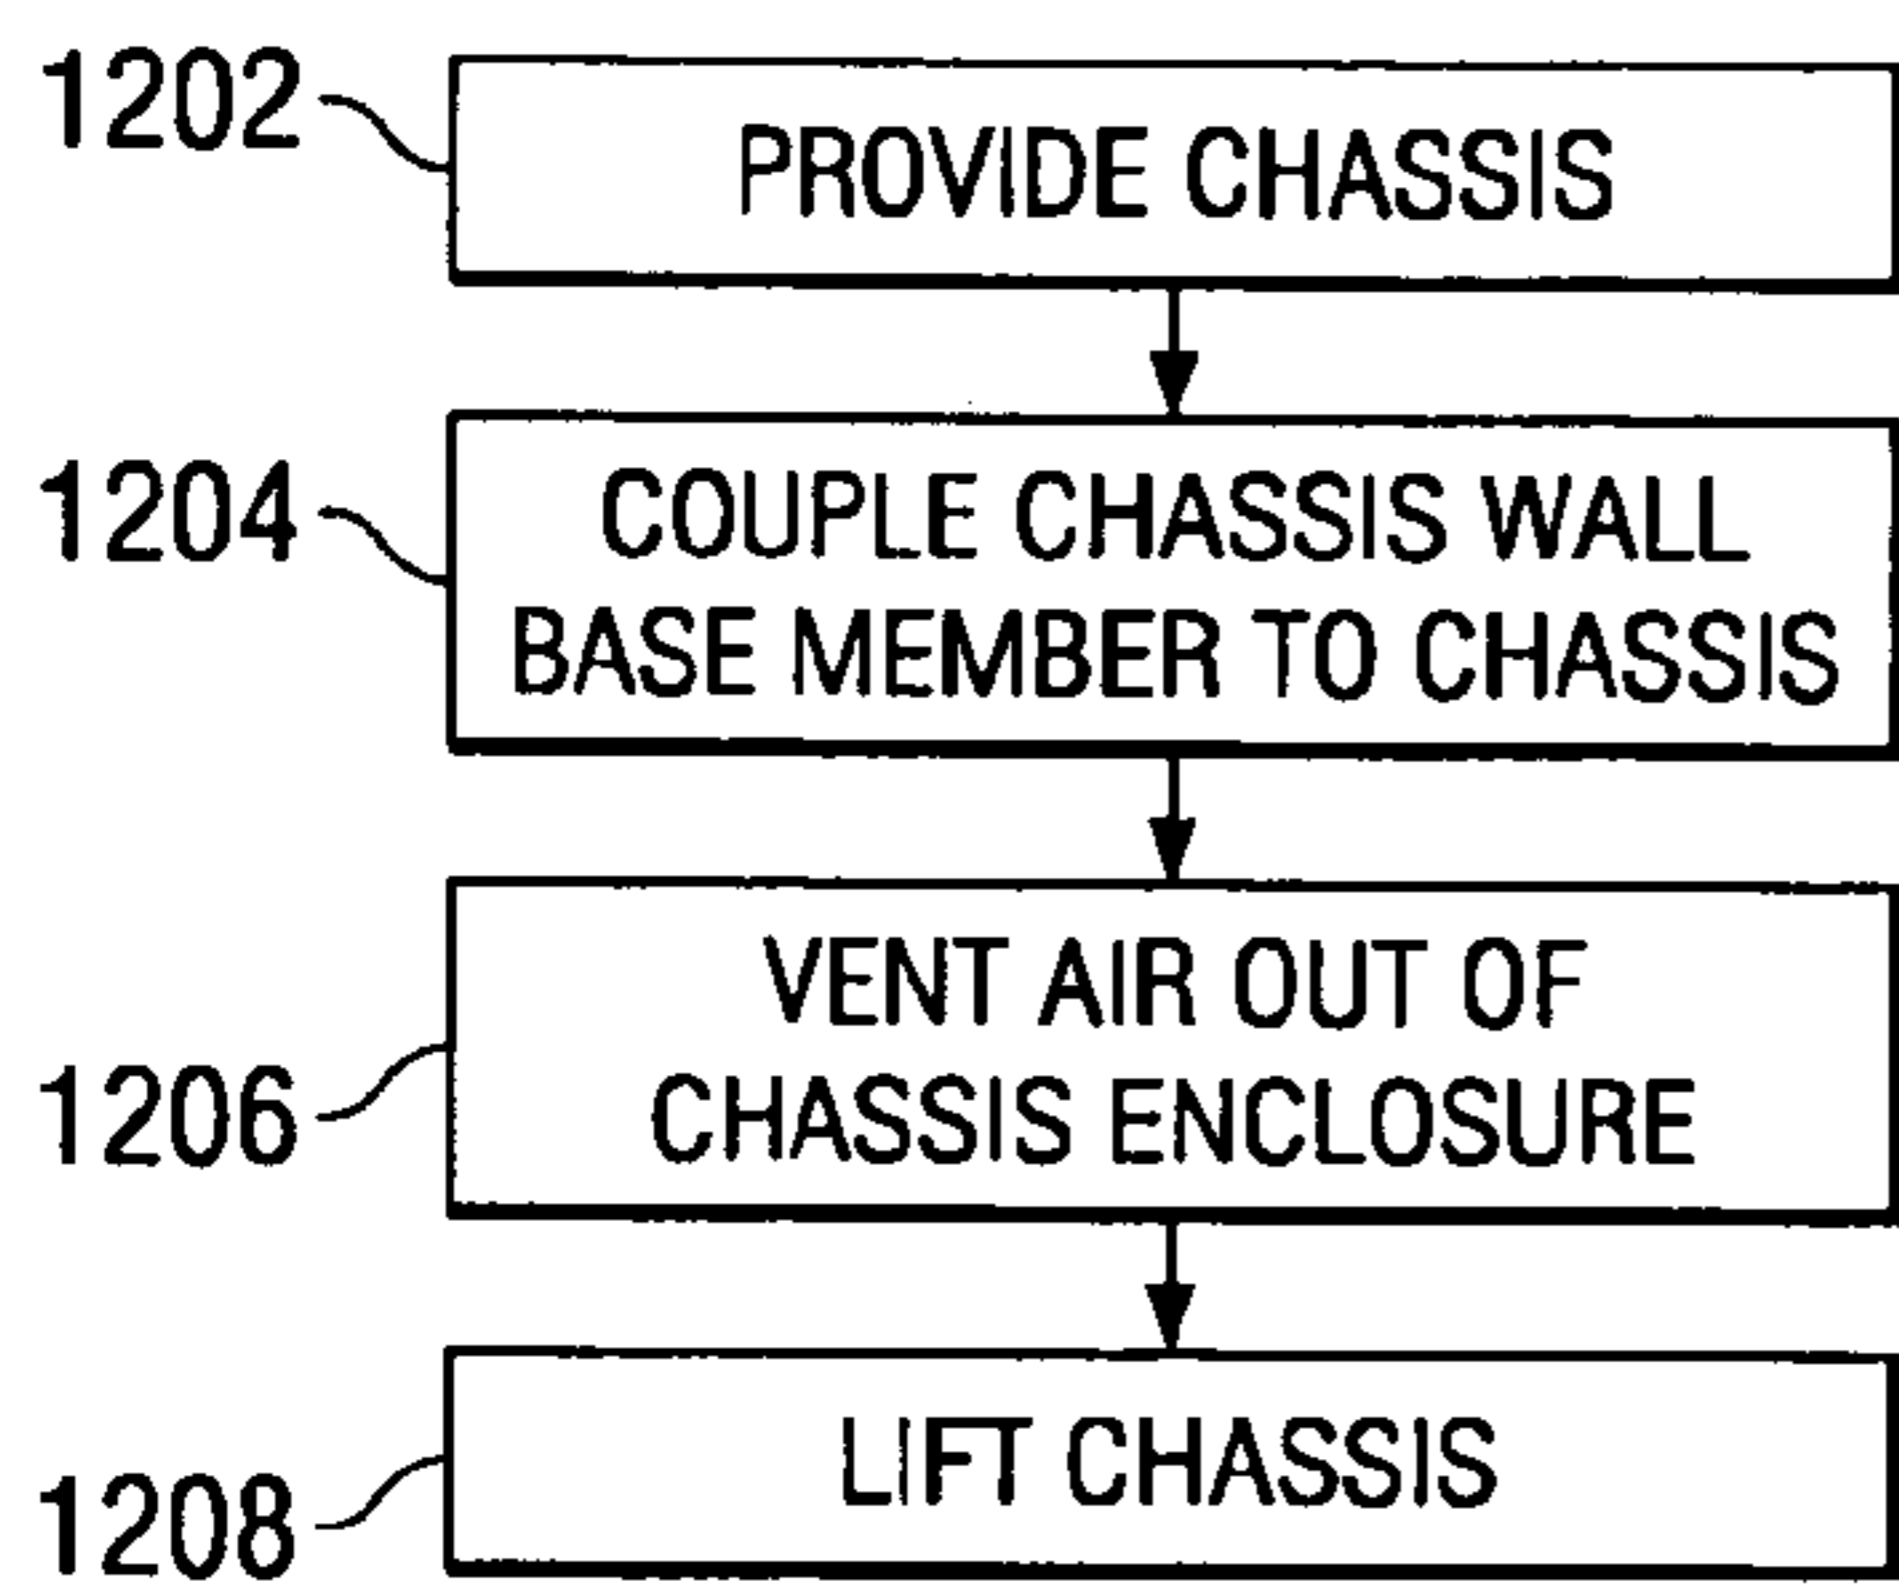 1202
PROVIDE CHASSIS
1204
COUPLE CHASSIS WALL
BASE MEMBER TO CHASSIS
VENT AIR OUT OF
CHASSIS ENCLOSURE
1206
LIFT CHASSIS
1208